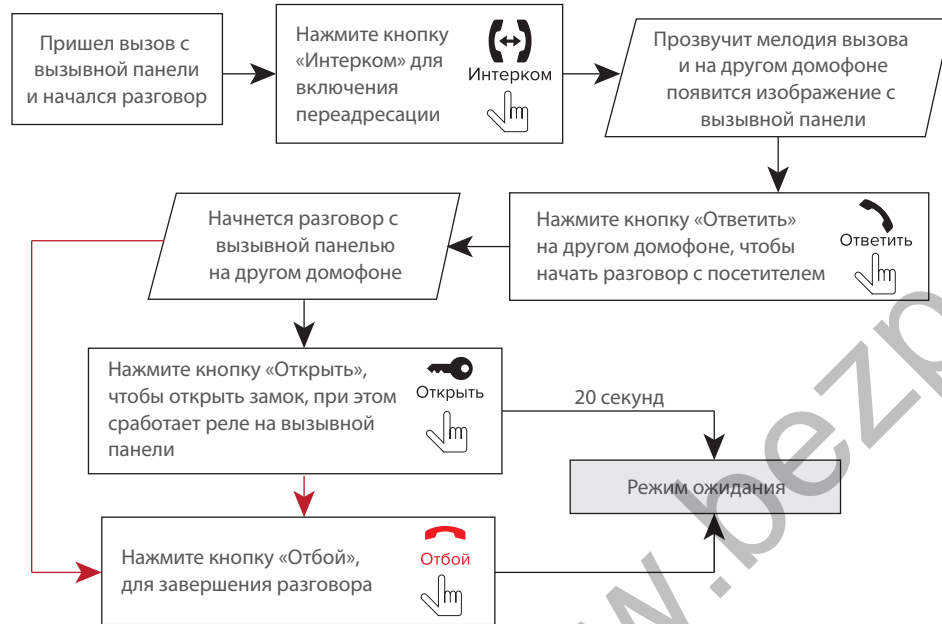 Пришел вызов с
вызывной панели
и начался разговор
Нажмите кнопку
«Интерком» для
включения
переадресации
Интерком
Прозвучит мелодия вызова
и на другом домофоне
появится изображение с
вызывной панели
Нажмите кнопку «Ответить»
на другом домофоне, чтобы
начать разговор с посетителем
Ответить
Начнется разговор с
вызывной панелью
на другом домофоне
Нажмите кнопку «Открыть»,
чтобы открыть замок, при этом
сработает реле на вызывной
панели
Открыть
20 секунд
Режим ожидания
Нажмите кнопку «Отбой»,
для завершения разговора
Отбой
w.bezp